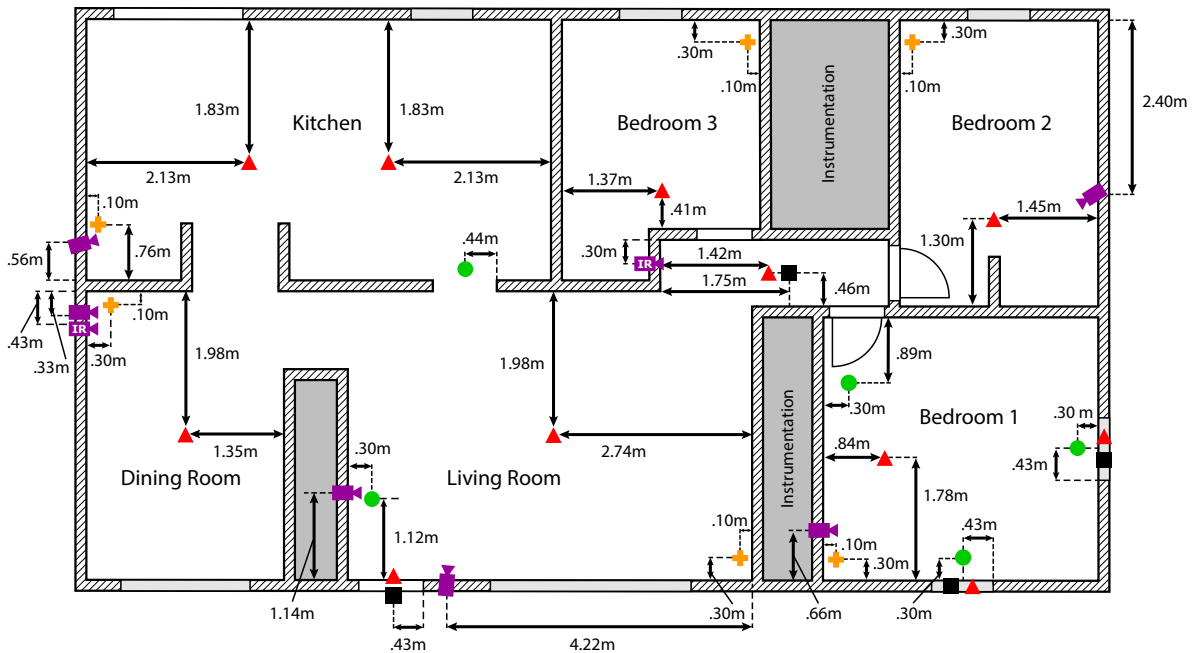 .30m
.10m
.30m
.10m
2.40m
1.83m
Kitchen
1.83m
Bedroom 3
Instrumentation
Bedroom 2
2.13m
2.13m
1.37m
.10m
.41m
1.45m
.56m
.76m
.44m
.30m
IR
1.42m
1.75m
1.30m
.46m
.10m
IR
.43m
.33m
.30m
1.98m
1.98m
.89m
.30m
Bedroom 1
.30 m
1.35m
.30m
2.74m
Instrumentation
.84m
.43m
Dining Room
Living Room
1.78m
1.12m
.10m
.10m
.43m
.30m
1.14m
.43m
4.22m
.30m
.66m
.30m